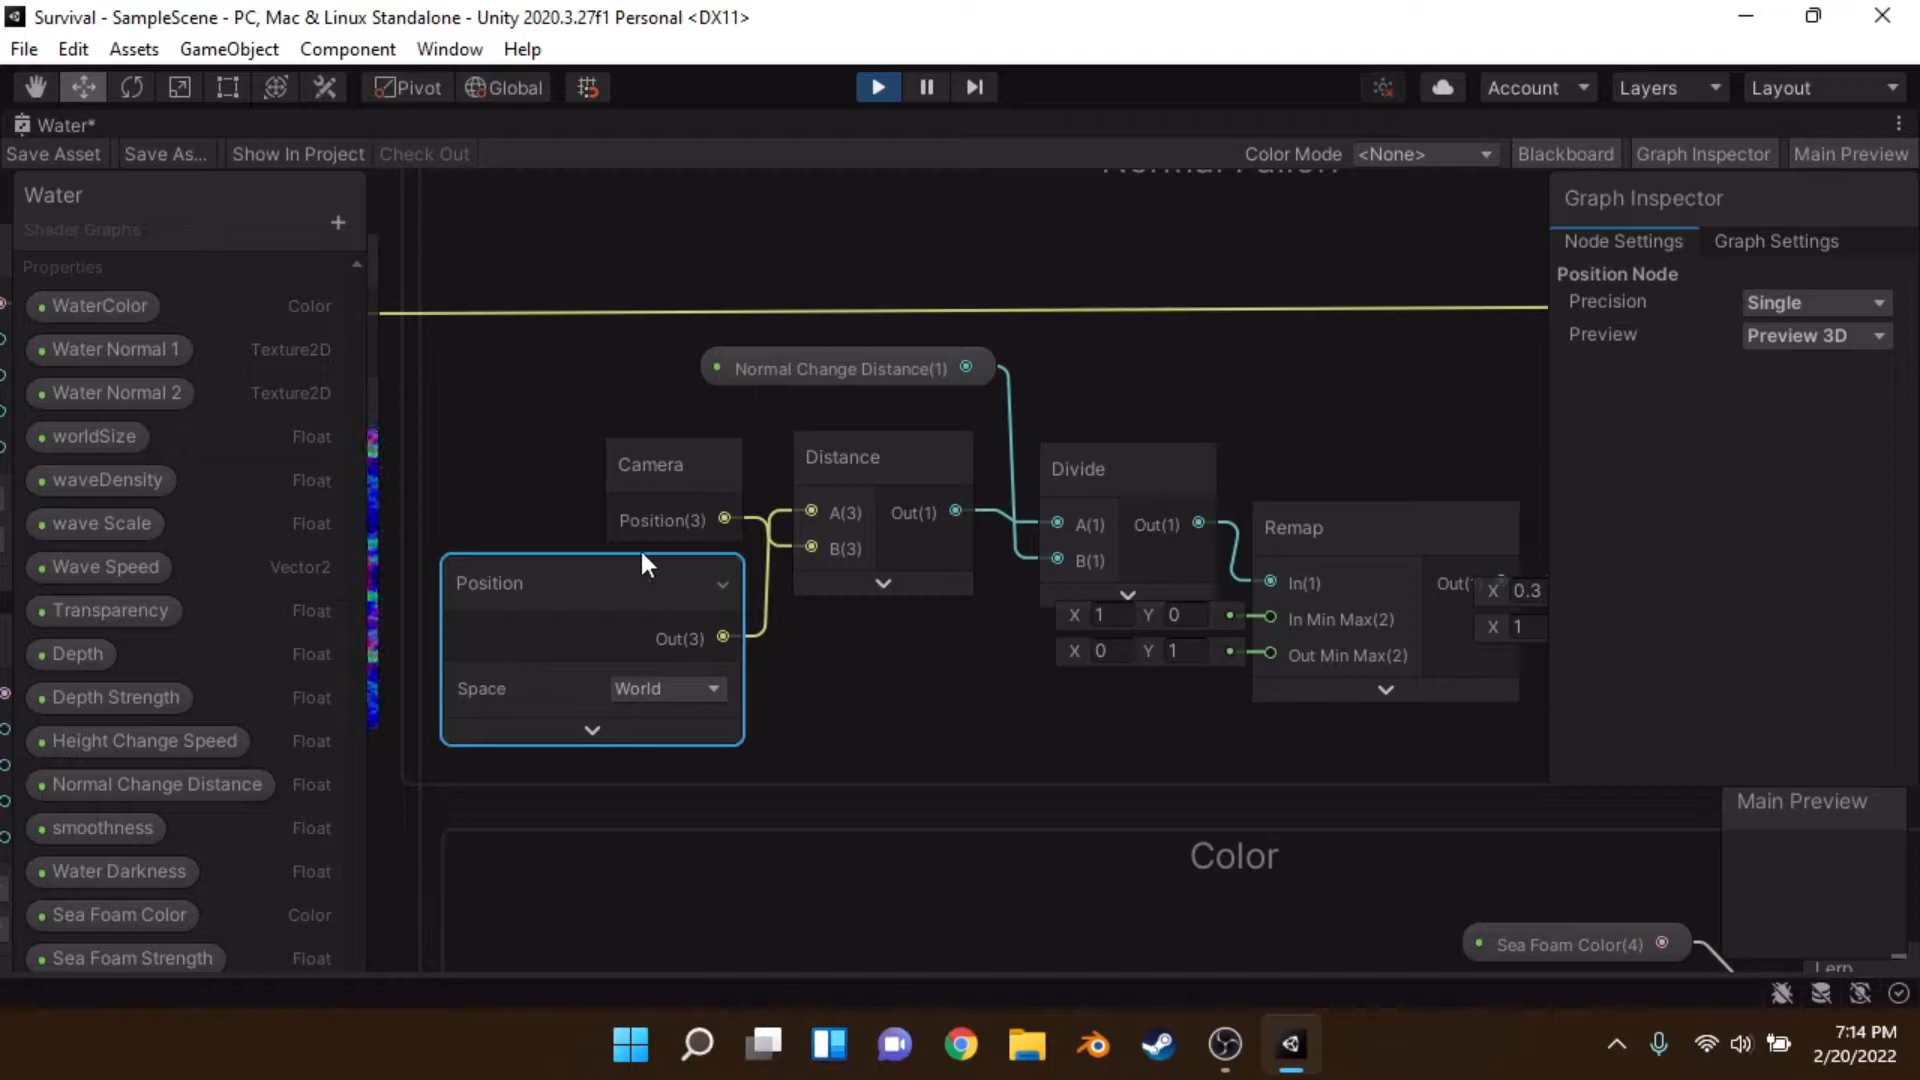 Survival - SampleScene - PC, Mac & Linux Standalone - Unity 2020.3.27f1 Personal <DX11>
File Edit Assets GameObject Component Window Help
Pivot Global Account Layers Layout
Water*
Save Asset Save As... Show In Project Check Out Color Mode <None> Blackboard Graph Inspector Main Preview
Water
Shader Graphs
Properties
WaterColor Color
Water Normal 1 Texture2D
Water Normal 2 Texture2D
worldSize Float
waveDensity Float
wave Scale Float
Wave Speed Vector2
Transparency Float
Depth Float
Depth Strength Float
Height Change Speed Float
Normal Change Distance Float
smoothness Float
Water Darkness Float
Sea Foam Color Color
Sea Foam Strength Float
Normal Change Distance(1)
Camera
Position(3)
Position
Out(3)
Space World
Distance
A(3) Out(1)
B(3)
Divide
A(1) Out(1)
B(1)
X 1 Y 0
X 0 Y 1
Remap
In(1)
In Min Max(2)
Out Min Max(2)
X 0.3
X 1
Color
Sea Foam Color(4)
Lerp
Graph Inspector
Node Settings Graph Settings
Position Node
Precision Single
Preview Preview 3D
Main Preview
7:14 PM
2/20/2022